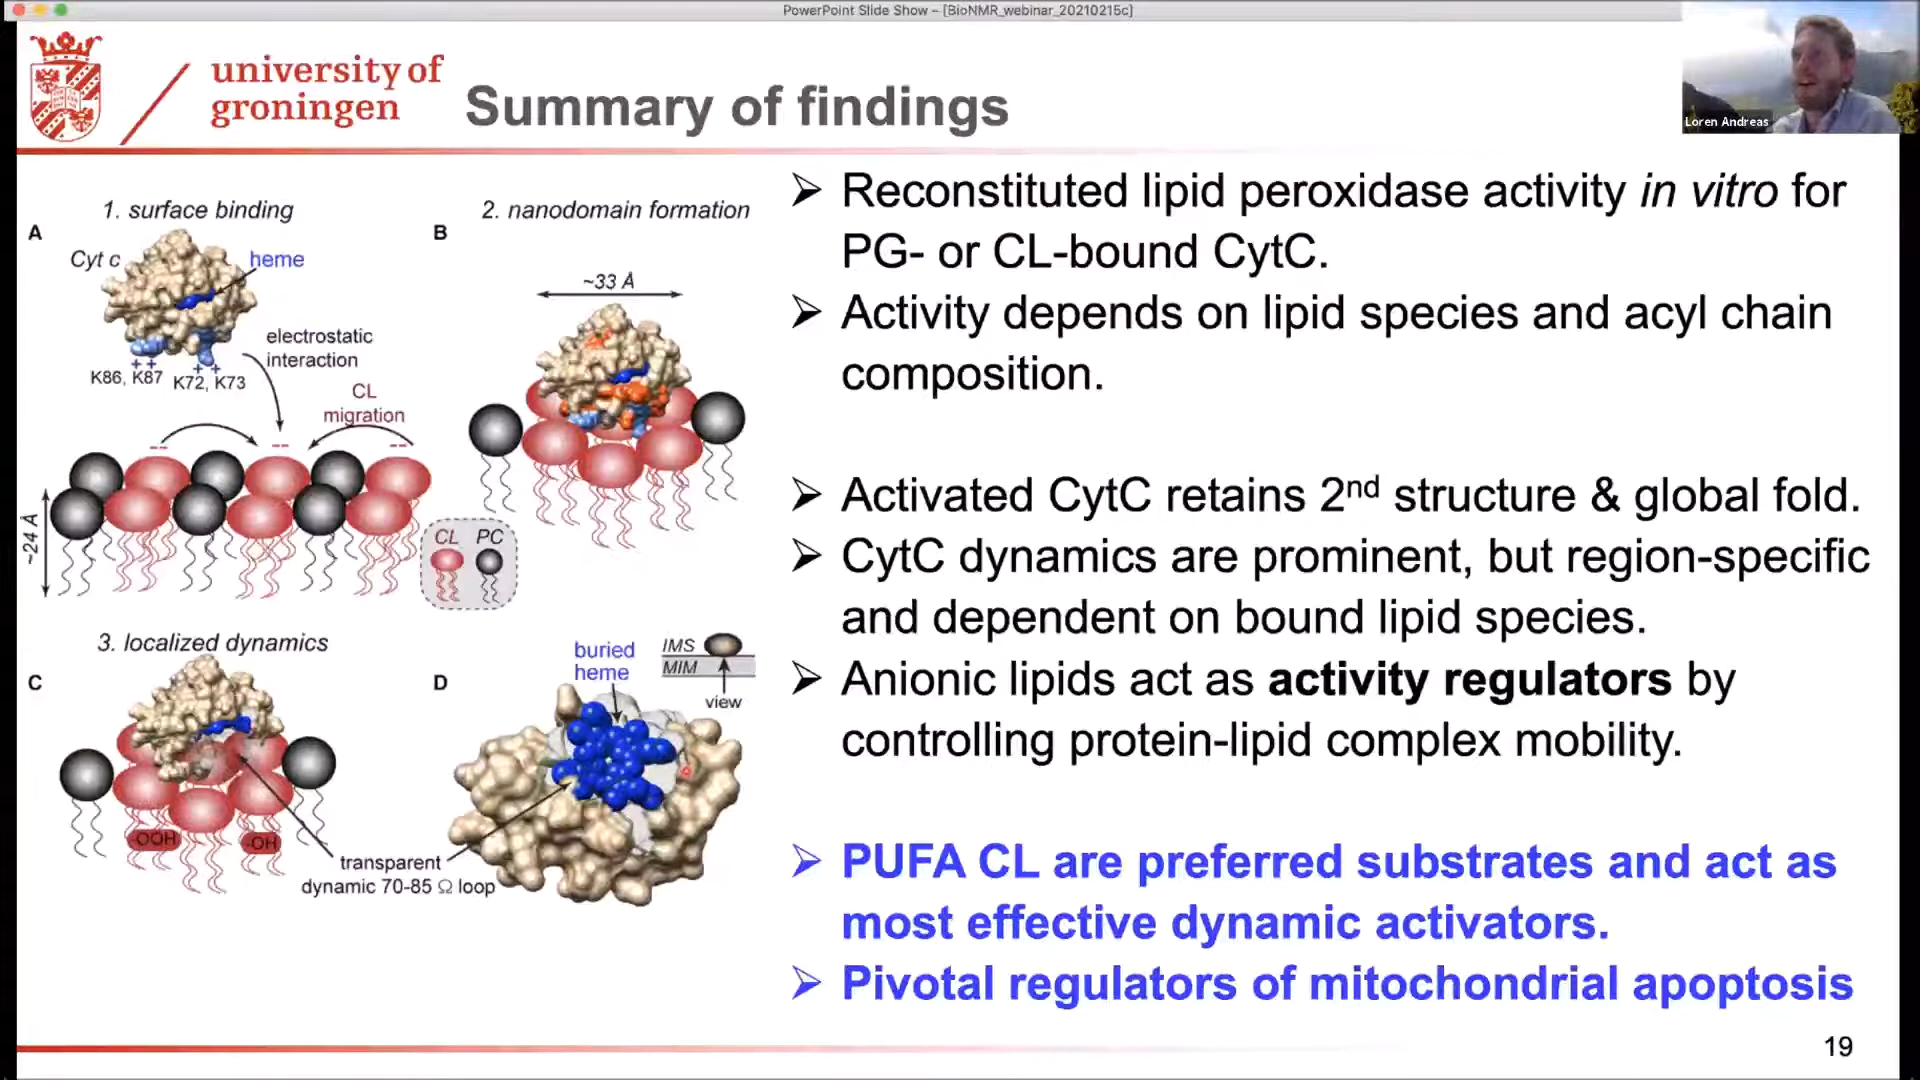 PowerPoint Slide Show – [BioNMR_webinar_20210215c]
university of
groningen
Summary of findings
Loren Andreas
1. surface binding
A
Cyt c
heme
electrostatic
interaction
K86, K87
++
++
K72, K73
CL
migration
--
--
--
~24 Å
CL PC
2. nanodomain formation
B
~33 Å
3. localized dynamics
C
-OOH
-OH
transparent
dynamic 70-85 Ω loop
D
buried
heme
IMS
MIM
view
➢ Reconstituted lipid peroxidase activity in vitro for
PG- or CL-bound CytC.
➢ Activity depends on lipid species and acyl chain
composition.
➢ Activated CytC retains 2nd structure & global fold.
➢ CytC dynamics are prominent, but region-specific
and dependent on bound lipid species.
➢ Anionic lipids act as activity regulators by
controlling protein-lipid complex mobility.
➢ PUFA CL are preferred substrates and act as
most effective dynamic activators.
➢ Pivotal regulators of mitochondrial apoptosis
19